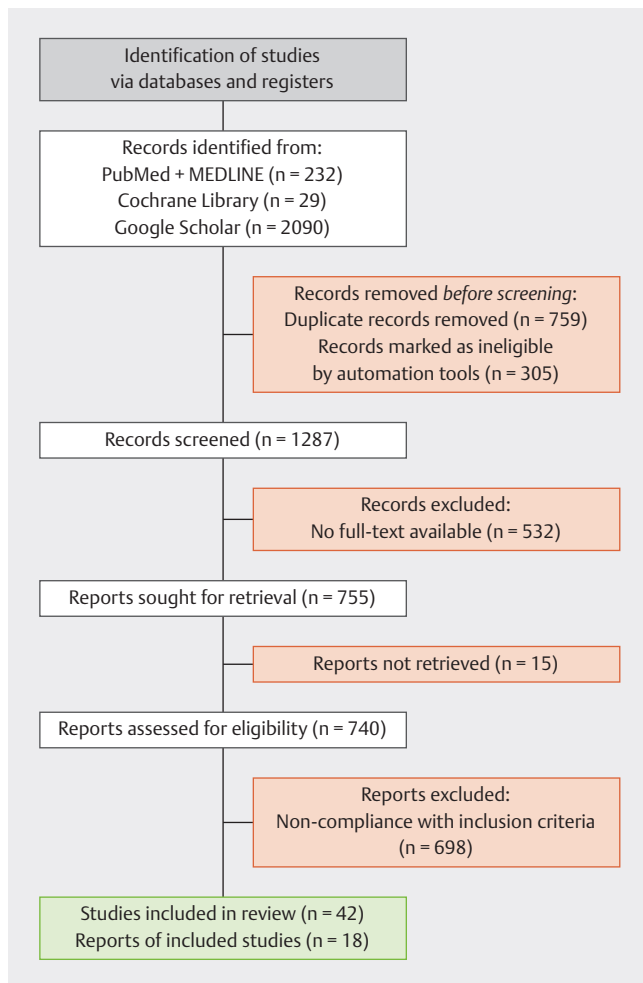 Identification of studies
via databases and registers
Records identified from:
PubMed + MEDLINE (n = 232)
Cochrane Library (n = 29)
Google Scholar (n = 2090)
Records removed before screening:
Duplicate records removed (n = 759)
Records marked as ineligible
by automation tools (n = 305)
Records screened (n = 1287)
Records excluded:
No full-text available (n = 532)
Reports sought for retrieval (n = 755)
Reports not retrieved (n = 15)
Reports assessed for eligibility (n = 740)
Reports excluded:
Non-compliance with inclusion criteria
(n = 698)
Studies included in review (n = 42)
Reports of included studies (n = 18)